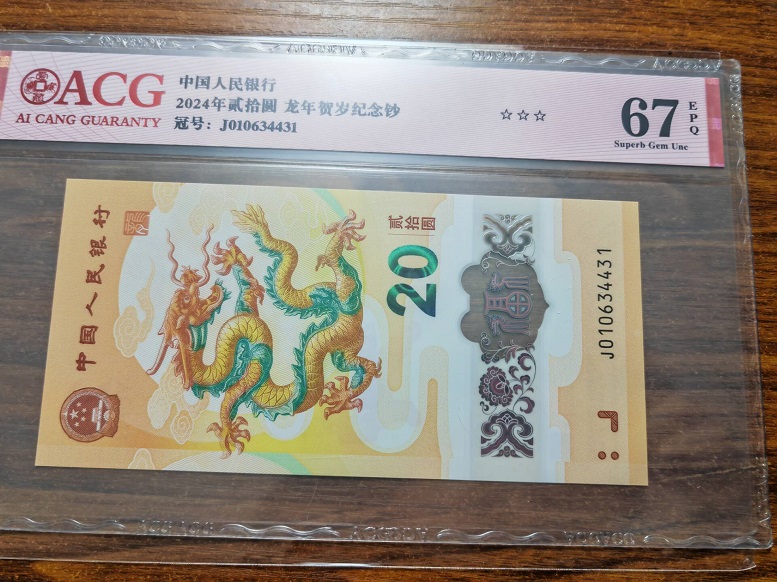 ACG
AI CANG GUARANTY
中国人民银行
2024年贰拾圆 龙年贺岁纪念钞
冠号: J010634431
☆☆☆
67
EPQ
Superb Gem Unc
中国人民银行
贰拾圆
20
福
J010634431